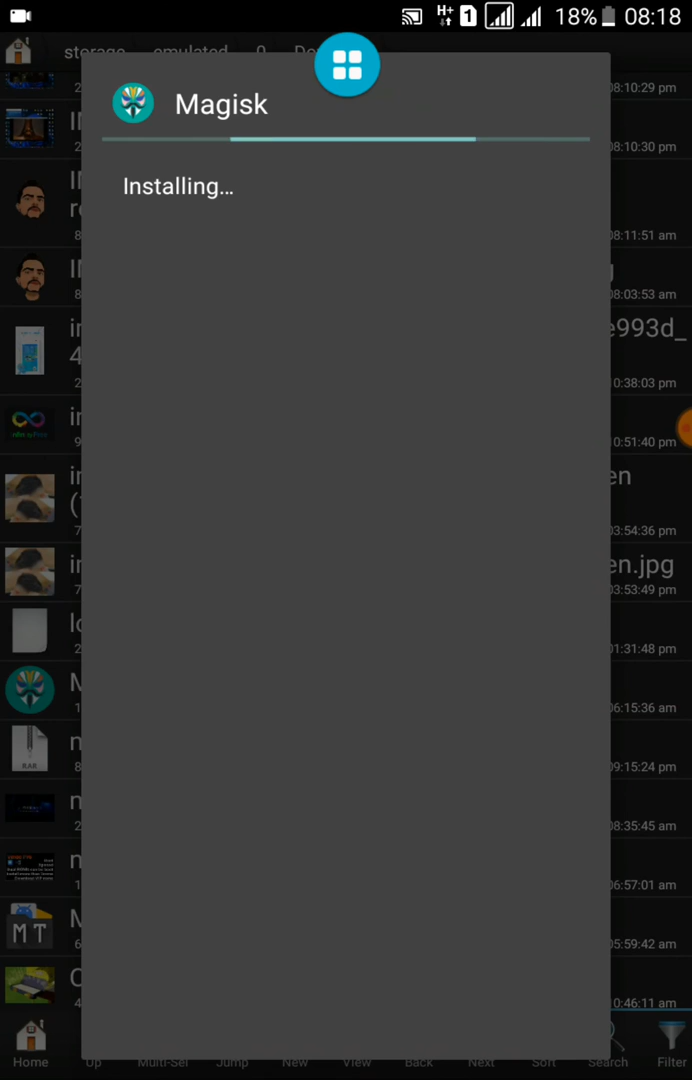 H+ 1 18% 08:18
storage emulated 0
Magisk
Installing...
08:10:29 pm
08:10:30 pm
08:11:51 am
08:03:53 am
e993d_
10:38:03 pm
10:51:40 pm
en
03:54:36 pm
en.jpg
03:53:49 pm
01:31:48 pm
06:15:36 am
RAR
09:15:24 pm
08:35:45 am
06:57:01 am
MT
05:59:42 am
10:46:11 am
Home Up Multi-Sel Jump New View Back Next Sort Search Filter